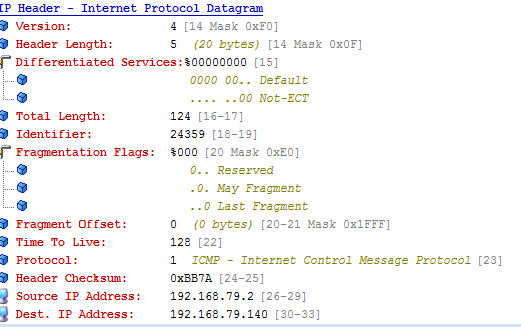 IP Header - Internet Protocol Datagram
Version: 4 [14 Mask 0xF0]
Header Length: 5 (20 bytes) [14 Mask 0x0F]
Differentiated Services:%00000000 [15]
0000 00.. Default
.... ..00 Not-ECT
Total Length: 124 [16-17]
Identifier: 24359 [18-19]
Fragmentation Flags: %000 [20 Mask 0xE0]
0.. Reserved
.0. May Fragment
..0 Last Fragment
Fragment Offset: 0 (0 bytes) [20-21 Mask 0x1FFF]
Time To Live: 128 [22]
Protocol: 1 ICMP - Internet Control Message Protocol [23]
Header Checksum: 0xBB7A [24-25]
Source IP Address: 192.168.79.2 [26-29]
Dest. IP Address: 192.168.79.140 [30-33]